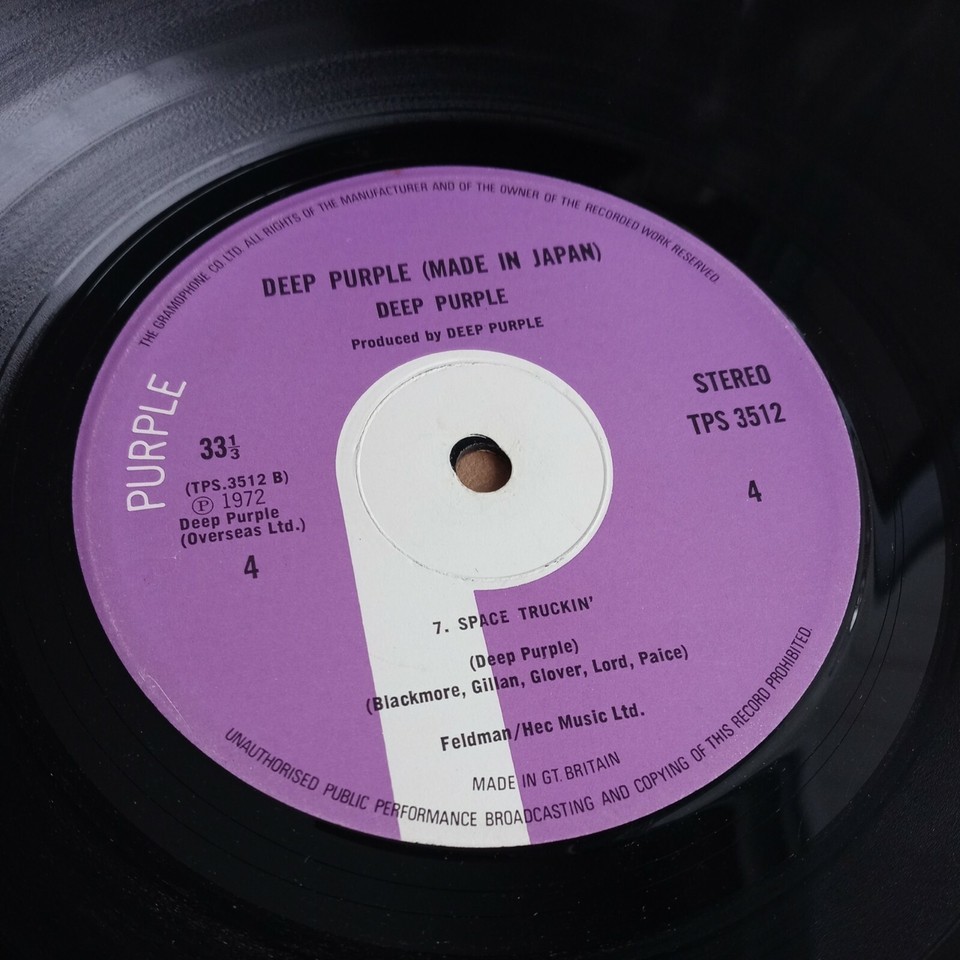 THE GRAMOPHONE CO LTD. ALL RIGHTS OF THE MANUFACTURER AND OF THE OWNER OF THE RECORDED WORK RESERVED.
DEEP PURPLE (MADE IN JAPAN)
DEEP PURPLE
Produced by DEEP PURPLE
PURPLE
33⅓
(TPS.3512 B)
Ⓟ 1972
Deep Purple
(Overseas Ltd.)
4
STEREO
TPS 3512
4
7. SPACE TRUCKIN'
(Deep Purple)
(Blackmore, Gillan, Glover, Lord, Paice)
Feldman/Hec Music Ltd.
MADE IN GT. BRITAIN
UNAUTHORISED PUBLIC PERFORMANCE BROADCASTING AND COPYING OF THIS RECORD PROHIBITED.